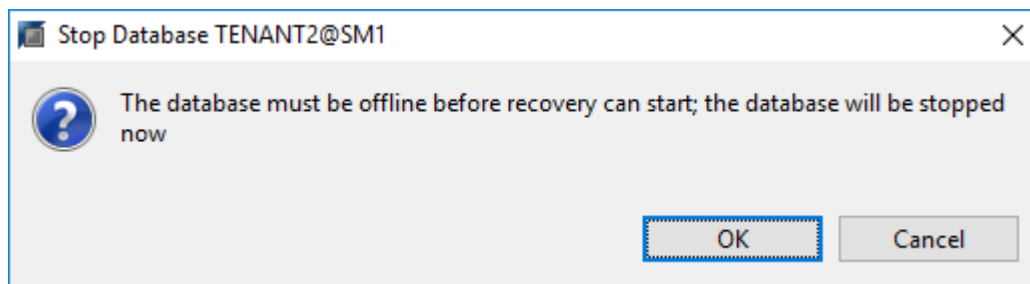 Stop Database TENANT2@SM1
The database must be offline before recovery can start; the database will be stopped
now
OK
Cancel